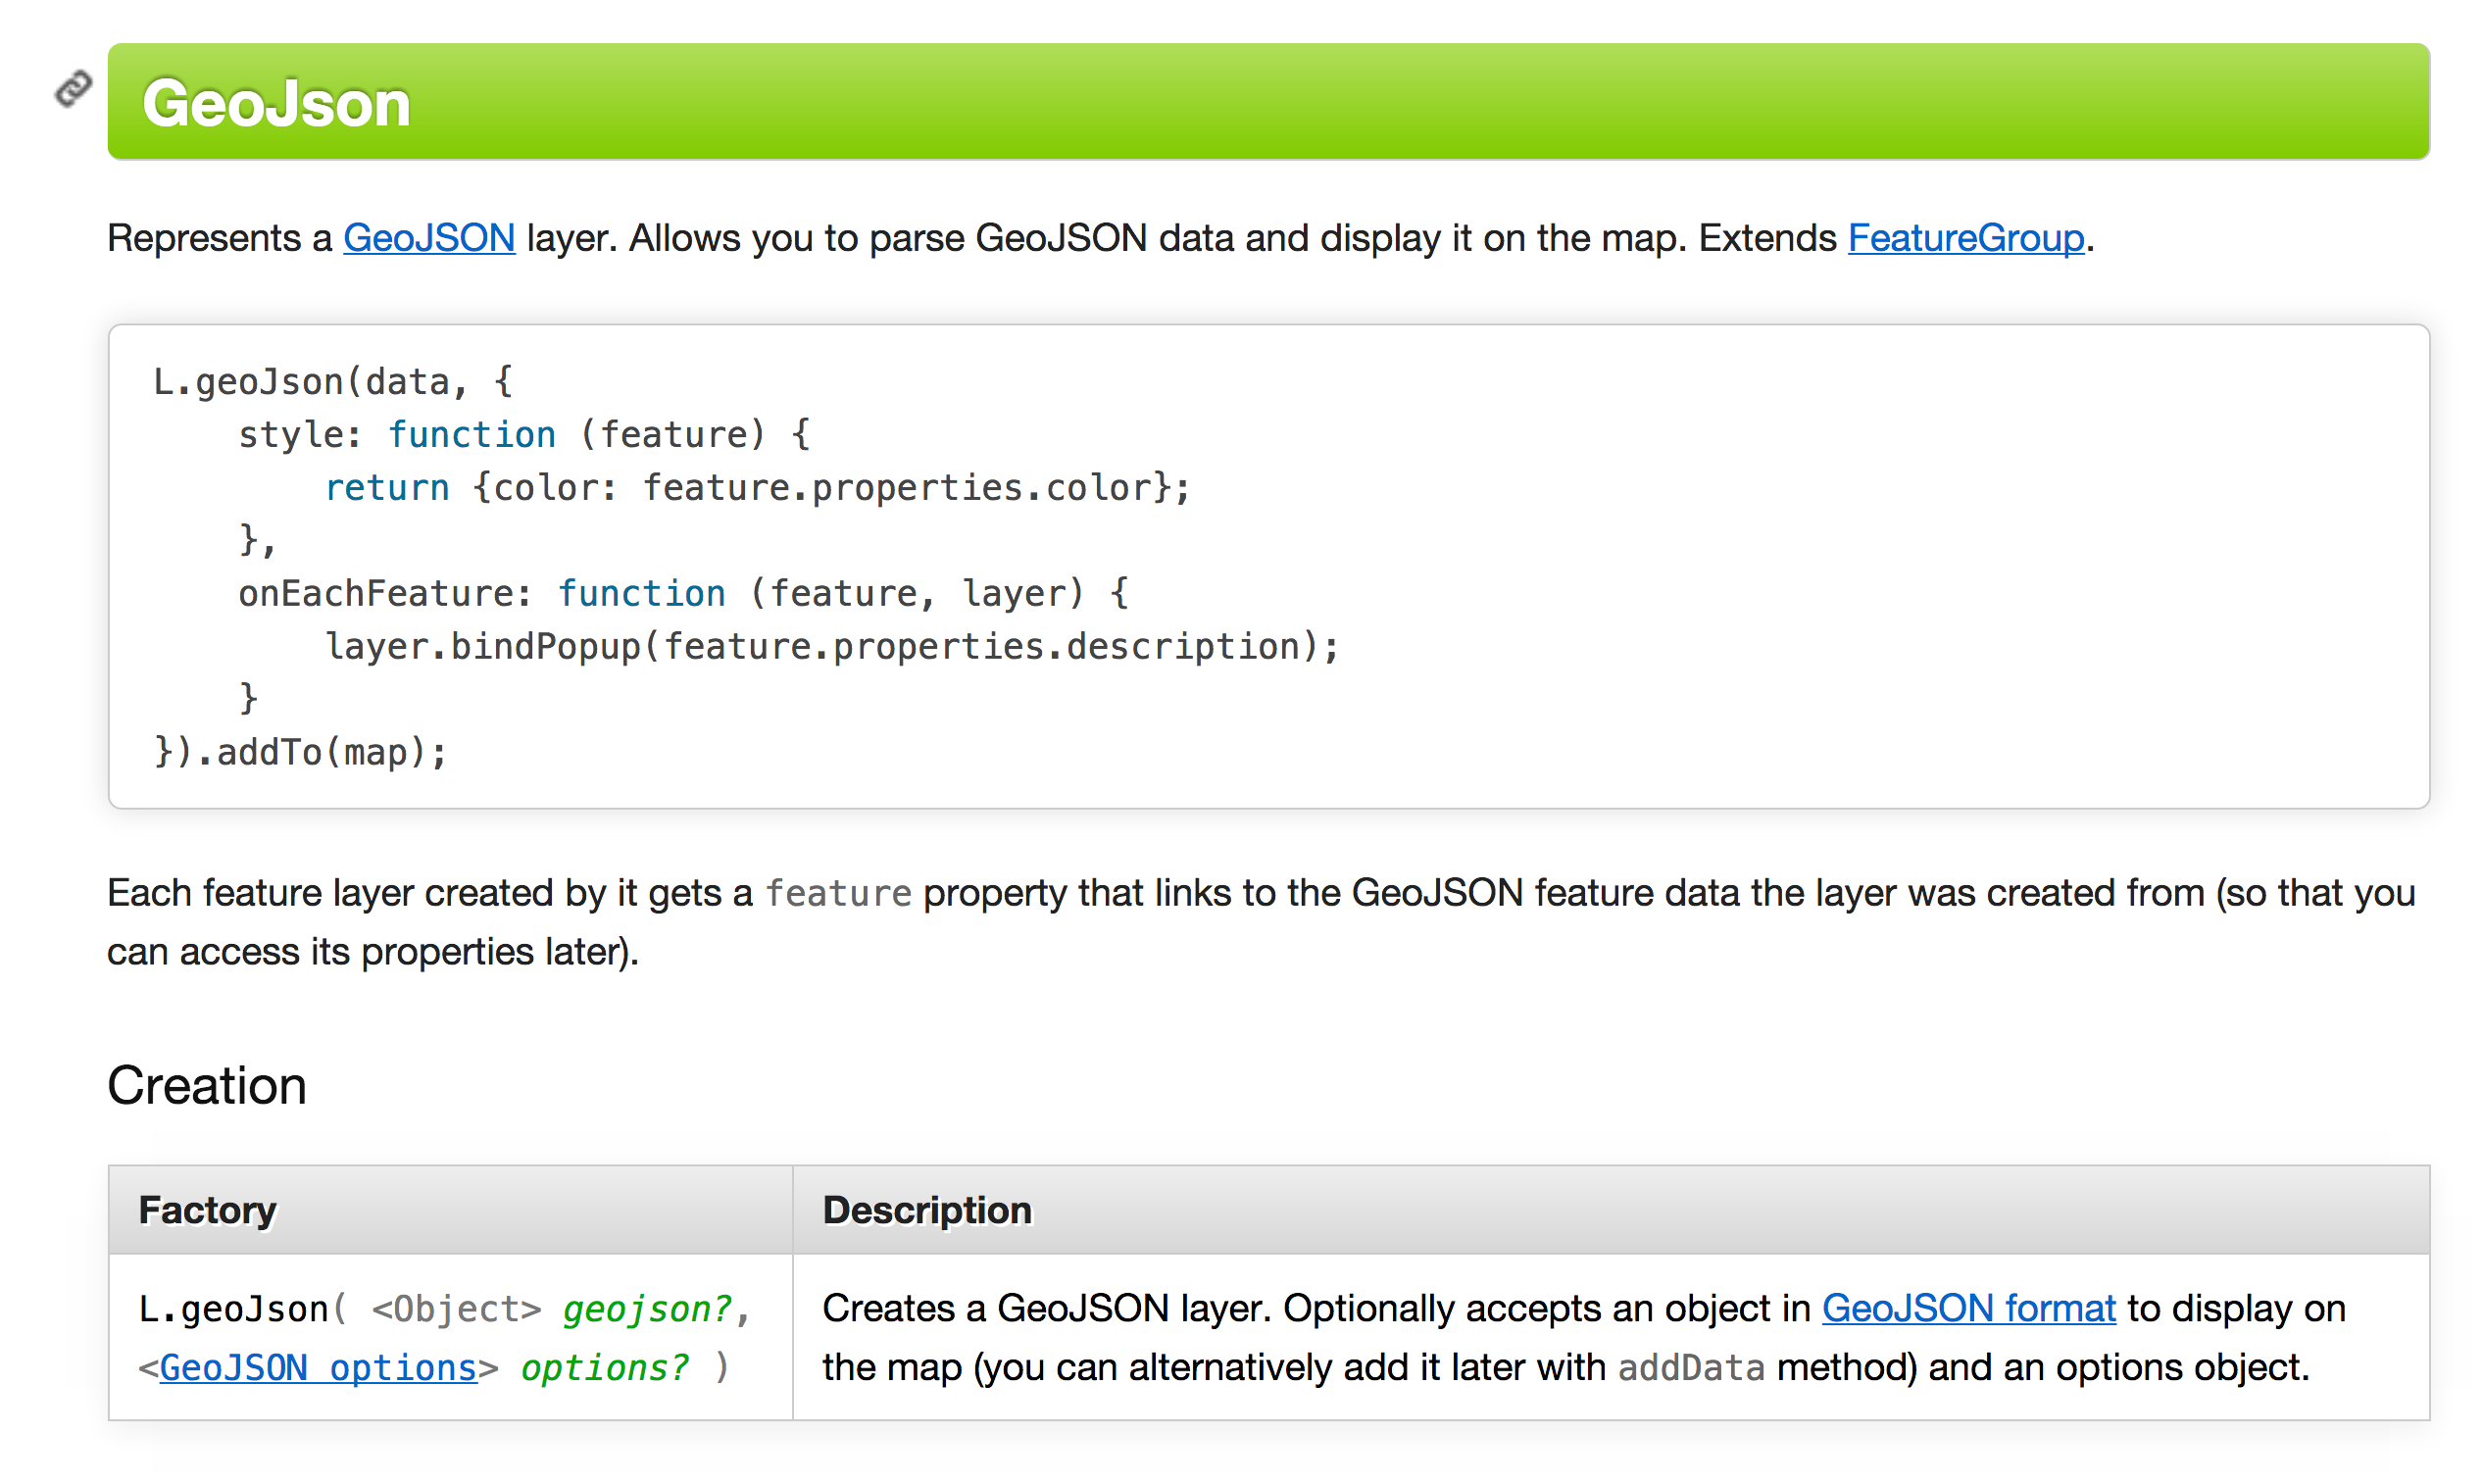 GeoJson
Represents a GeoJSON layer. Allows you to parse GeoJSON data and display it on the map. Extends FeatureGroup.
L.geoJson(data, {
    style: function (feature) {
        return {color: feature.properties.color};
    },
    onEachFeature: function (feature, layer) {
        layer.bindPopup(feature.properties.description);
    }
}).addTo(map);
Each feature layer created by it gets a feature property that links to the GeoJSON feature data the layer was created from (so that you
can access its properties later).
Creation
Factory Description
L.geoJson( <Object> geojson?,
<GeoJSON options> options? )
Creates a GeoJSON layer. Optionally accepts an object in GeoJSON format to display on
the map (you can alternatively add it later with addData method) and an options object.